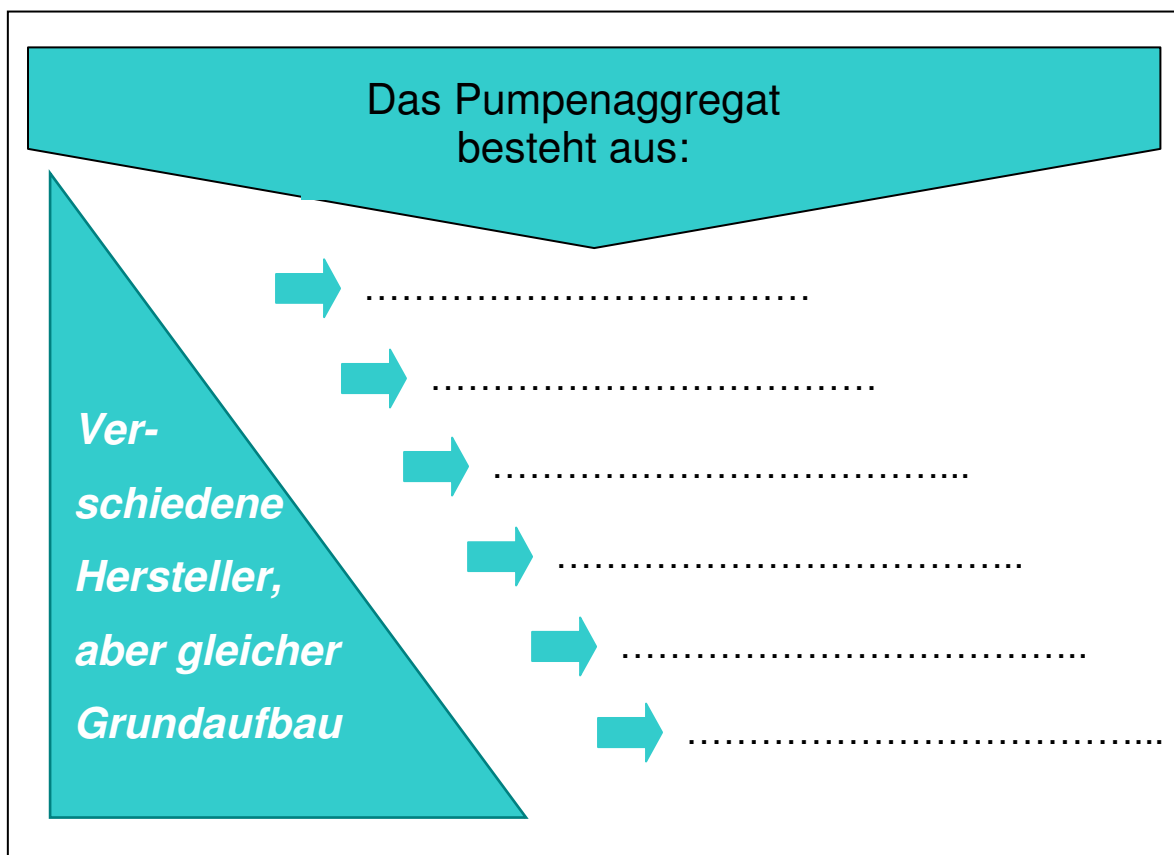 Das Pumpenaggregat
besteht aus:
………………………………
………………………………
………………………………...
………………………………..
………………………………..
………………………………...
Ver-
schiedene
Hersteller,
aber gleicher
Grundaufbau